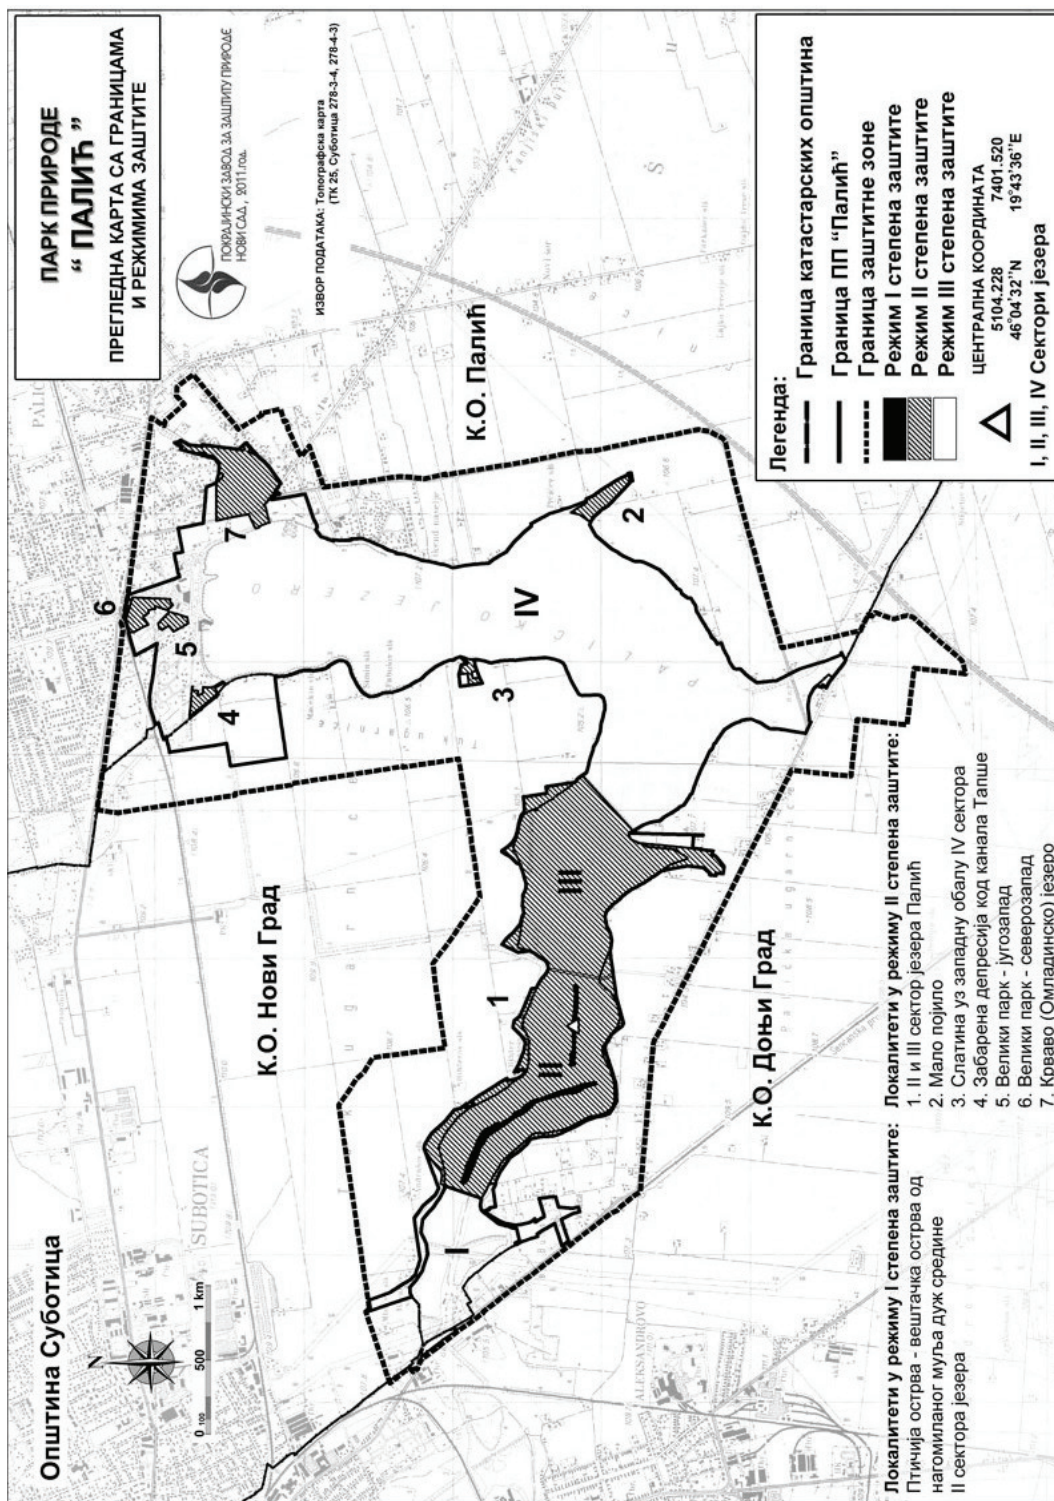 Општина Суботица
ПАРК ПРИРОДЕ
“ ПАЛИЋ ”
ПРЕГЛЕДНА КАРТА СА ГРАНИЦАМА
И РЕЖИМИМА ЗАШТИТЕ
ПОКРАЈИНСКИ ЗАВОД ЗА ЗАШТИТУ ПРИРОДЕ
НОВИ САД , 2011.год.
ИЗВОР ПОДАТАКА: Топографска карта
(ТК 25, Суботица 278-3-4, 278-4-3)
N
0 100 500 1 km
SUBOTICA
PALIĆ
ALEKSANDROVO
К.О. Нови Град
К.О. Палић
К.О. Доњи Град
I
II
III
IV
1
2
3
4
5
6
7
Легенда:
Граница катастарских општина
Граница ПП “Палић”
Граница заштитне зоне
Режим I степена заштите
Режим II степена заштите
Режим III степена заштите
ЦЕНТРАЛНА КООРДИНАТА
5104.228 7401.520
46°04'32''N 19°43'36''E
I, II, III, IV Сектори језера
Локалитети у режиму I степена заштите:
Птичија острва - вештачка острва од
нагомиланог муља дуж средине
II сектора језера
Локалитети у режиму II степена заштите:
1. II и III сектор језера Палић
2. Мало појило
3. Слатина уз западну обалу IV сектора
4. Забарена депресија код канала Тапше
5. Велики парк - југозапад
6. Велики парк - северозапад
7. Крваво (Омладинско) језеро